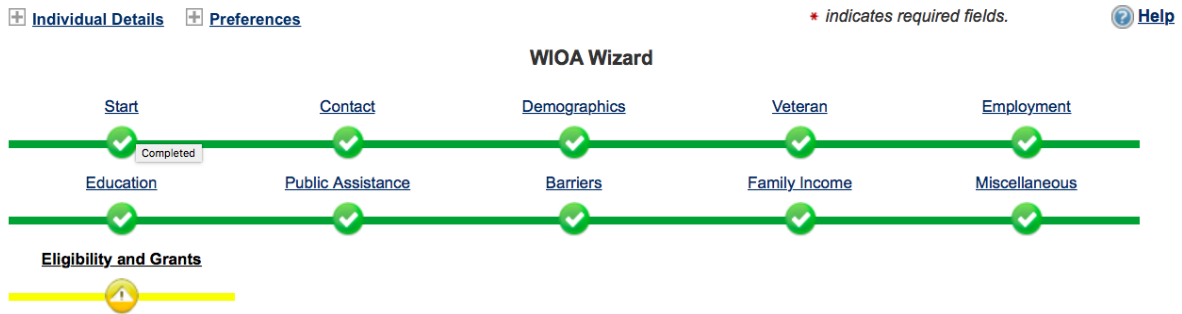 Individual Details Preferences * indicates required fields. Help
WIOA Wizard
Start Contact Demographics Veteran Employment
Completed
Education Public Assistance Barriers Family Income Miscellaneous
Eligibility and Grants